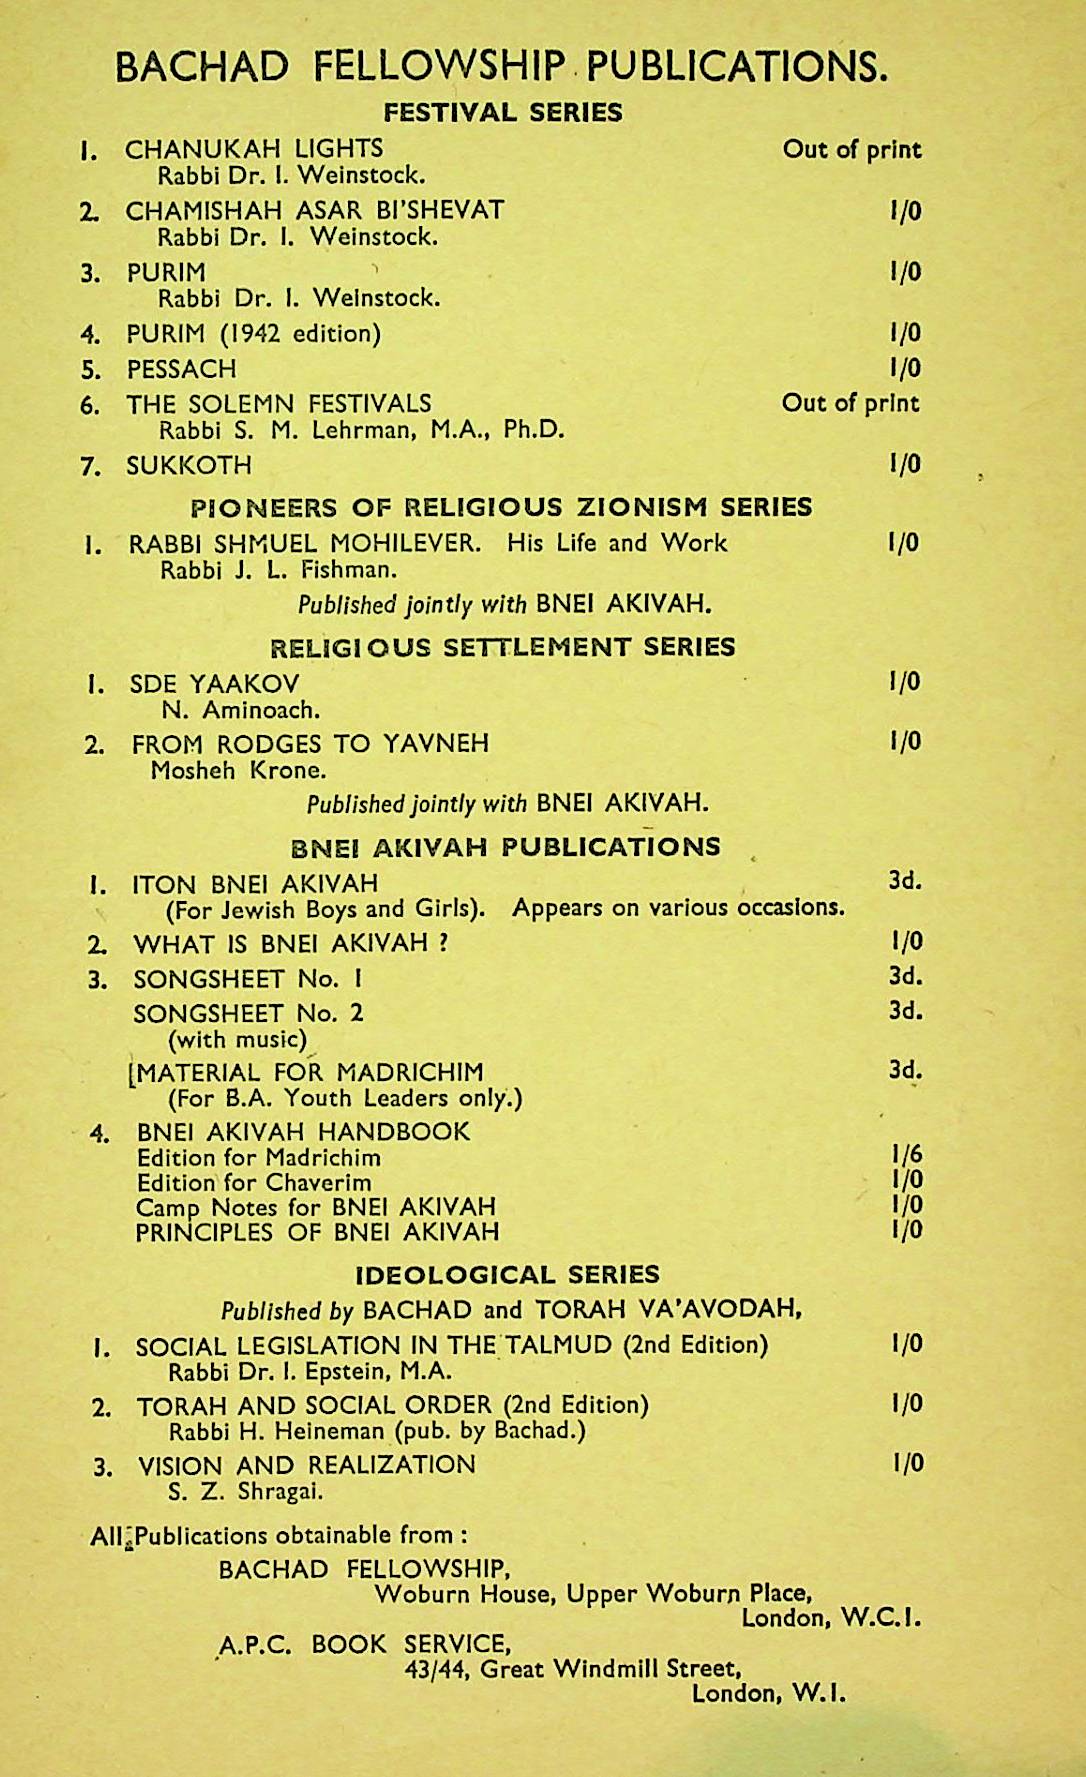 BACHAD FELLOWSHIP PUBLICATIONS.
FESTIVAL SERIES
1. CHANUKAH LIGHTS Out of print
Rabbi Dr. I. Weinstock.
2. CHAMISHAH ASAR BI'SHEVAT 1/0
Rabbi Dr. I. Weinstock.
3. PURIM 1/0
Rabbi Dr. I. Weinstock.
4. PURIM (1942 edition) 1/0
5. PESSACH 1/0
6. THE SOLEMN FESTIVALS Out of print
Rabbi S. M. Lehrman, M.A., Ph.D.
7. SUKKOTH 1/0
PIONEERS OF RELIGIOUS ZIONISM SERIES
1. RABBI SHMUEL MOHILEVER. His Life and Work 1/0
Rabbi J. L. Fishman.
Published jointly with BNEI AKIVAH.
RELIGIOUS SETTLEMENT SERIES
1. SDE YAAKOV 1/0
N. Aminoach.
2. FROM RODGES TO YAVNEH 1/0
Mosheh Krone.
Published jointly with BNEI AKIVAH.
BNEI AKIVAH PUBLICATIONS
1. ITON BNEI AKIVAH 3d.
(For Jewish Boys and Girls). Appears on various occasions.
2. WHAT IS BNEI AKIVAH ? 1/0
3. SONGSHEET No. 1 3d.
SONGSHEET No. 2 3d.
(with music)
[MATERIAL FOR MADRICHIM 3d.
(For B.A. Youth Leaders only.)
4. BNEI AKIVAH HANDBOOK
Edition for Madrichim 1/6
Edition for Chaverim 1/0
Camp Notes for BNEI AKIVAH 1/0
PRINCIPLES OF BNEI AKIVAH 1/0
IDEOLOGICAL SERIES
Published by BACHAD and TORAH VA'AVODAH,
1. SOCIAL LEGISLATION IN THE TALMUD (2nd Edition) 1/0
Rabbi Dr. I. Epstein, M.A.
2. TORAH AND SOCIAL ORDER (2nd Edition) 1/0
Rabbi H. Heineman (pub. by Bachad.)
3. VISION AND REALIZATION 1/0
S. Z. Shragai.
All Publications obtainable from :
BACHAD FELLOWSHIP,
Woburn House, Upper Woburn Place,
London, W.C.1.
A.P.C. BOOK SERVICE,
43/44, Great Windmill Street,
London, W.1.